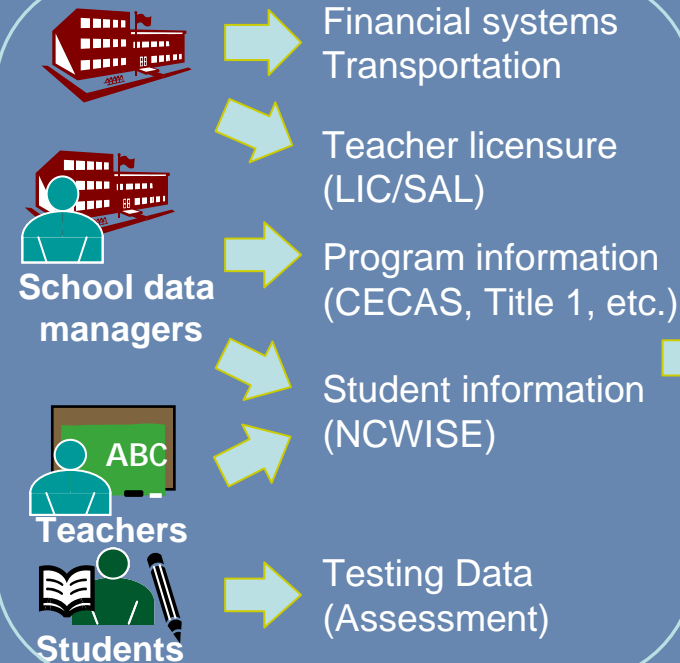 Financial systems
Transportation
Teacher licensure
(LIC/SAL)
School data
managers
Program information
(CECAS, Title 1, etc.)
Student information
(NCWISE)
ABC
Teachers
Testing Data
(Assessment)
Students